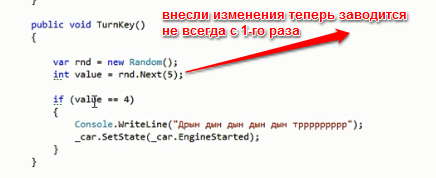 public void TurnKey()
{
внесли изменения теперь заводится
не всегда с 1-го раза
var rnd = new Random();
int value = rnd.Next(5);
if (value == 4)
{
Console.WriteLine("Дрын дын дын дын дын тррррррррр");
_car.SetState(_car.EngineStarted);
}
}